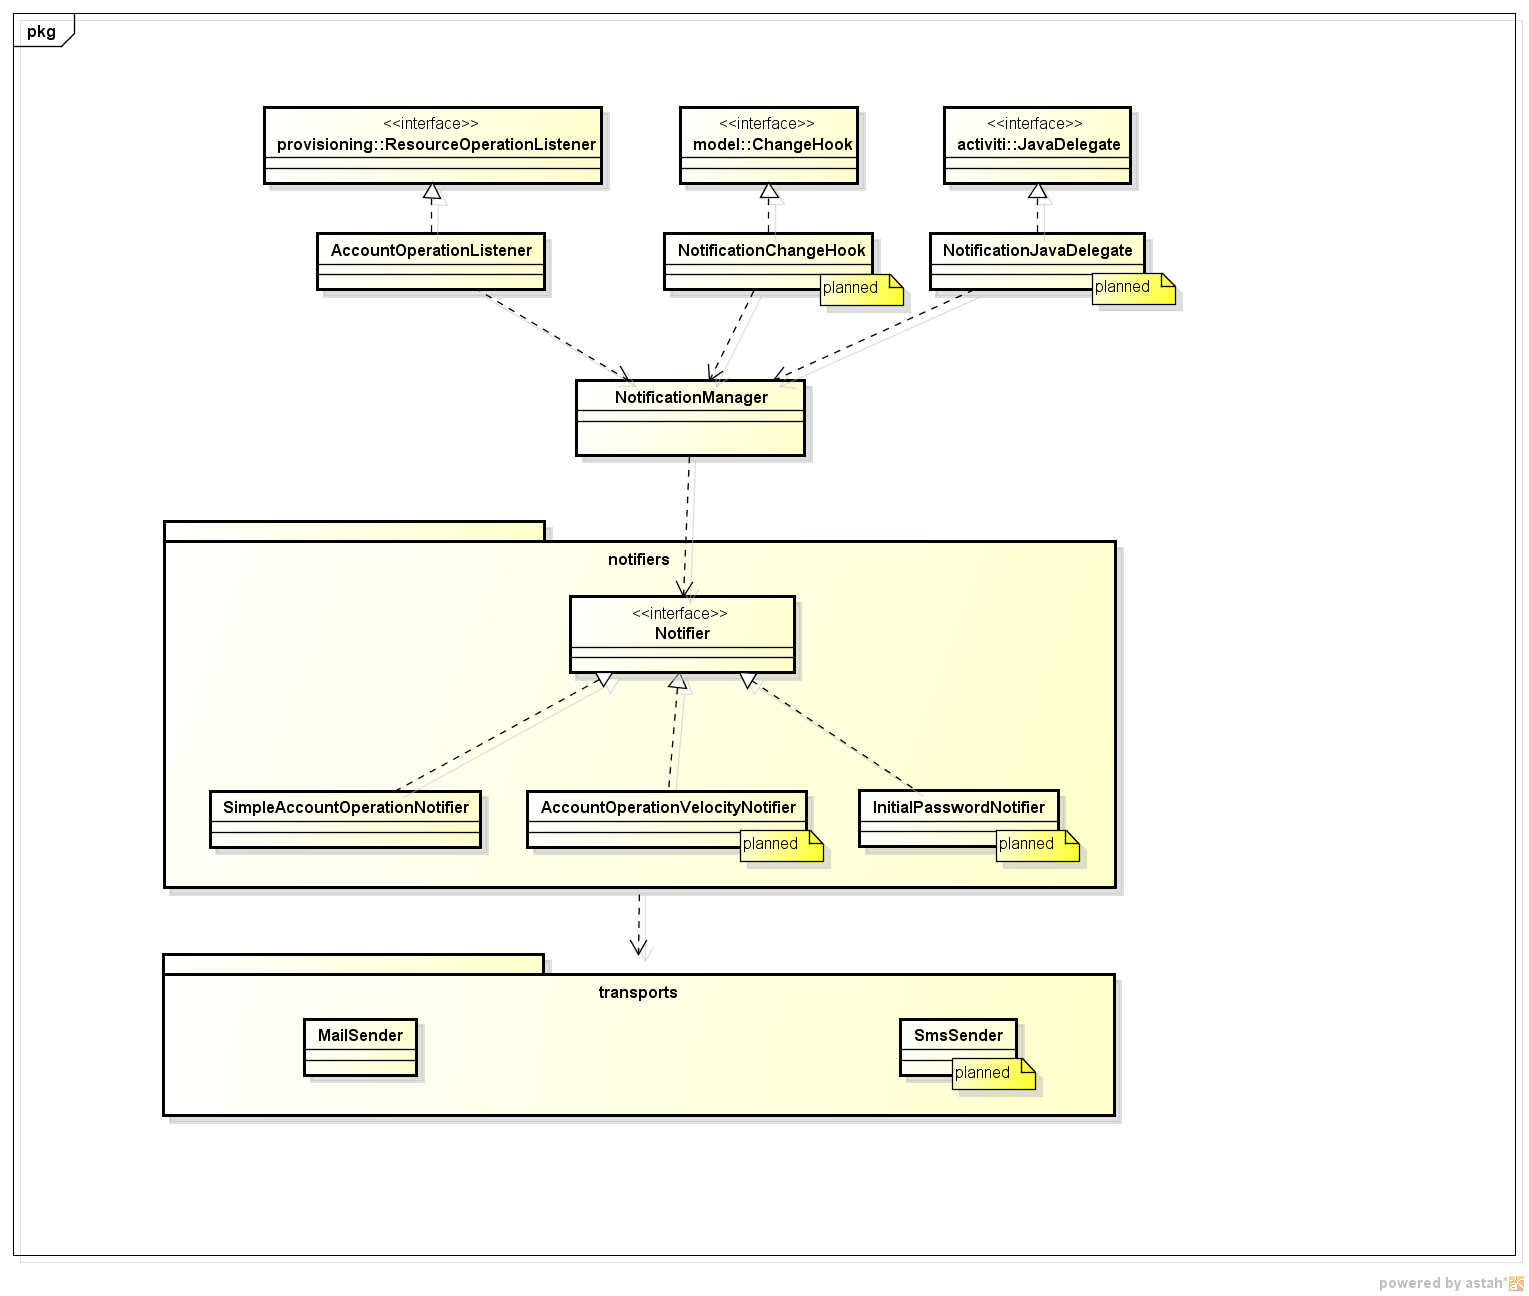 pkg
<<interface>>
provisioning::ResourceOperationListener
<<interface>>
model::ChangeHook
<<interface>>
activiti::JavaDelegate
AccountOperationListener
NotificationChangeHook
planned
NotificationJavaDelegate
planned
NotificationManager
notifiers
<<interface>>
Notifier
SimpleAccountOperationNotifier
AccountOperationVelocityNotifier
planned
InitialPasswordNotifier
planned
transports
MailSender
SmsSender
planned
powered by astah*